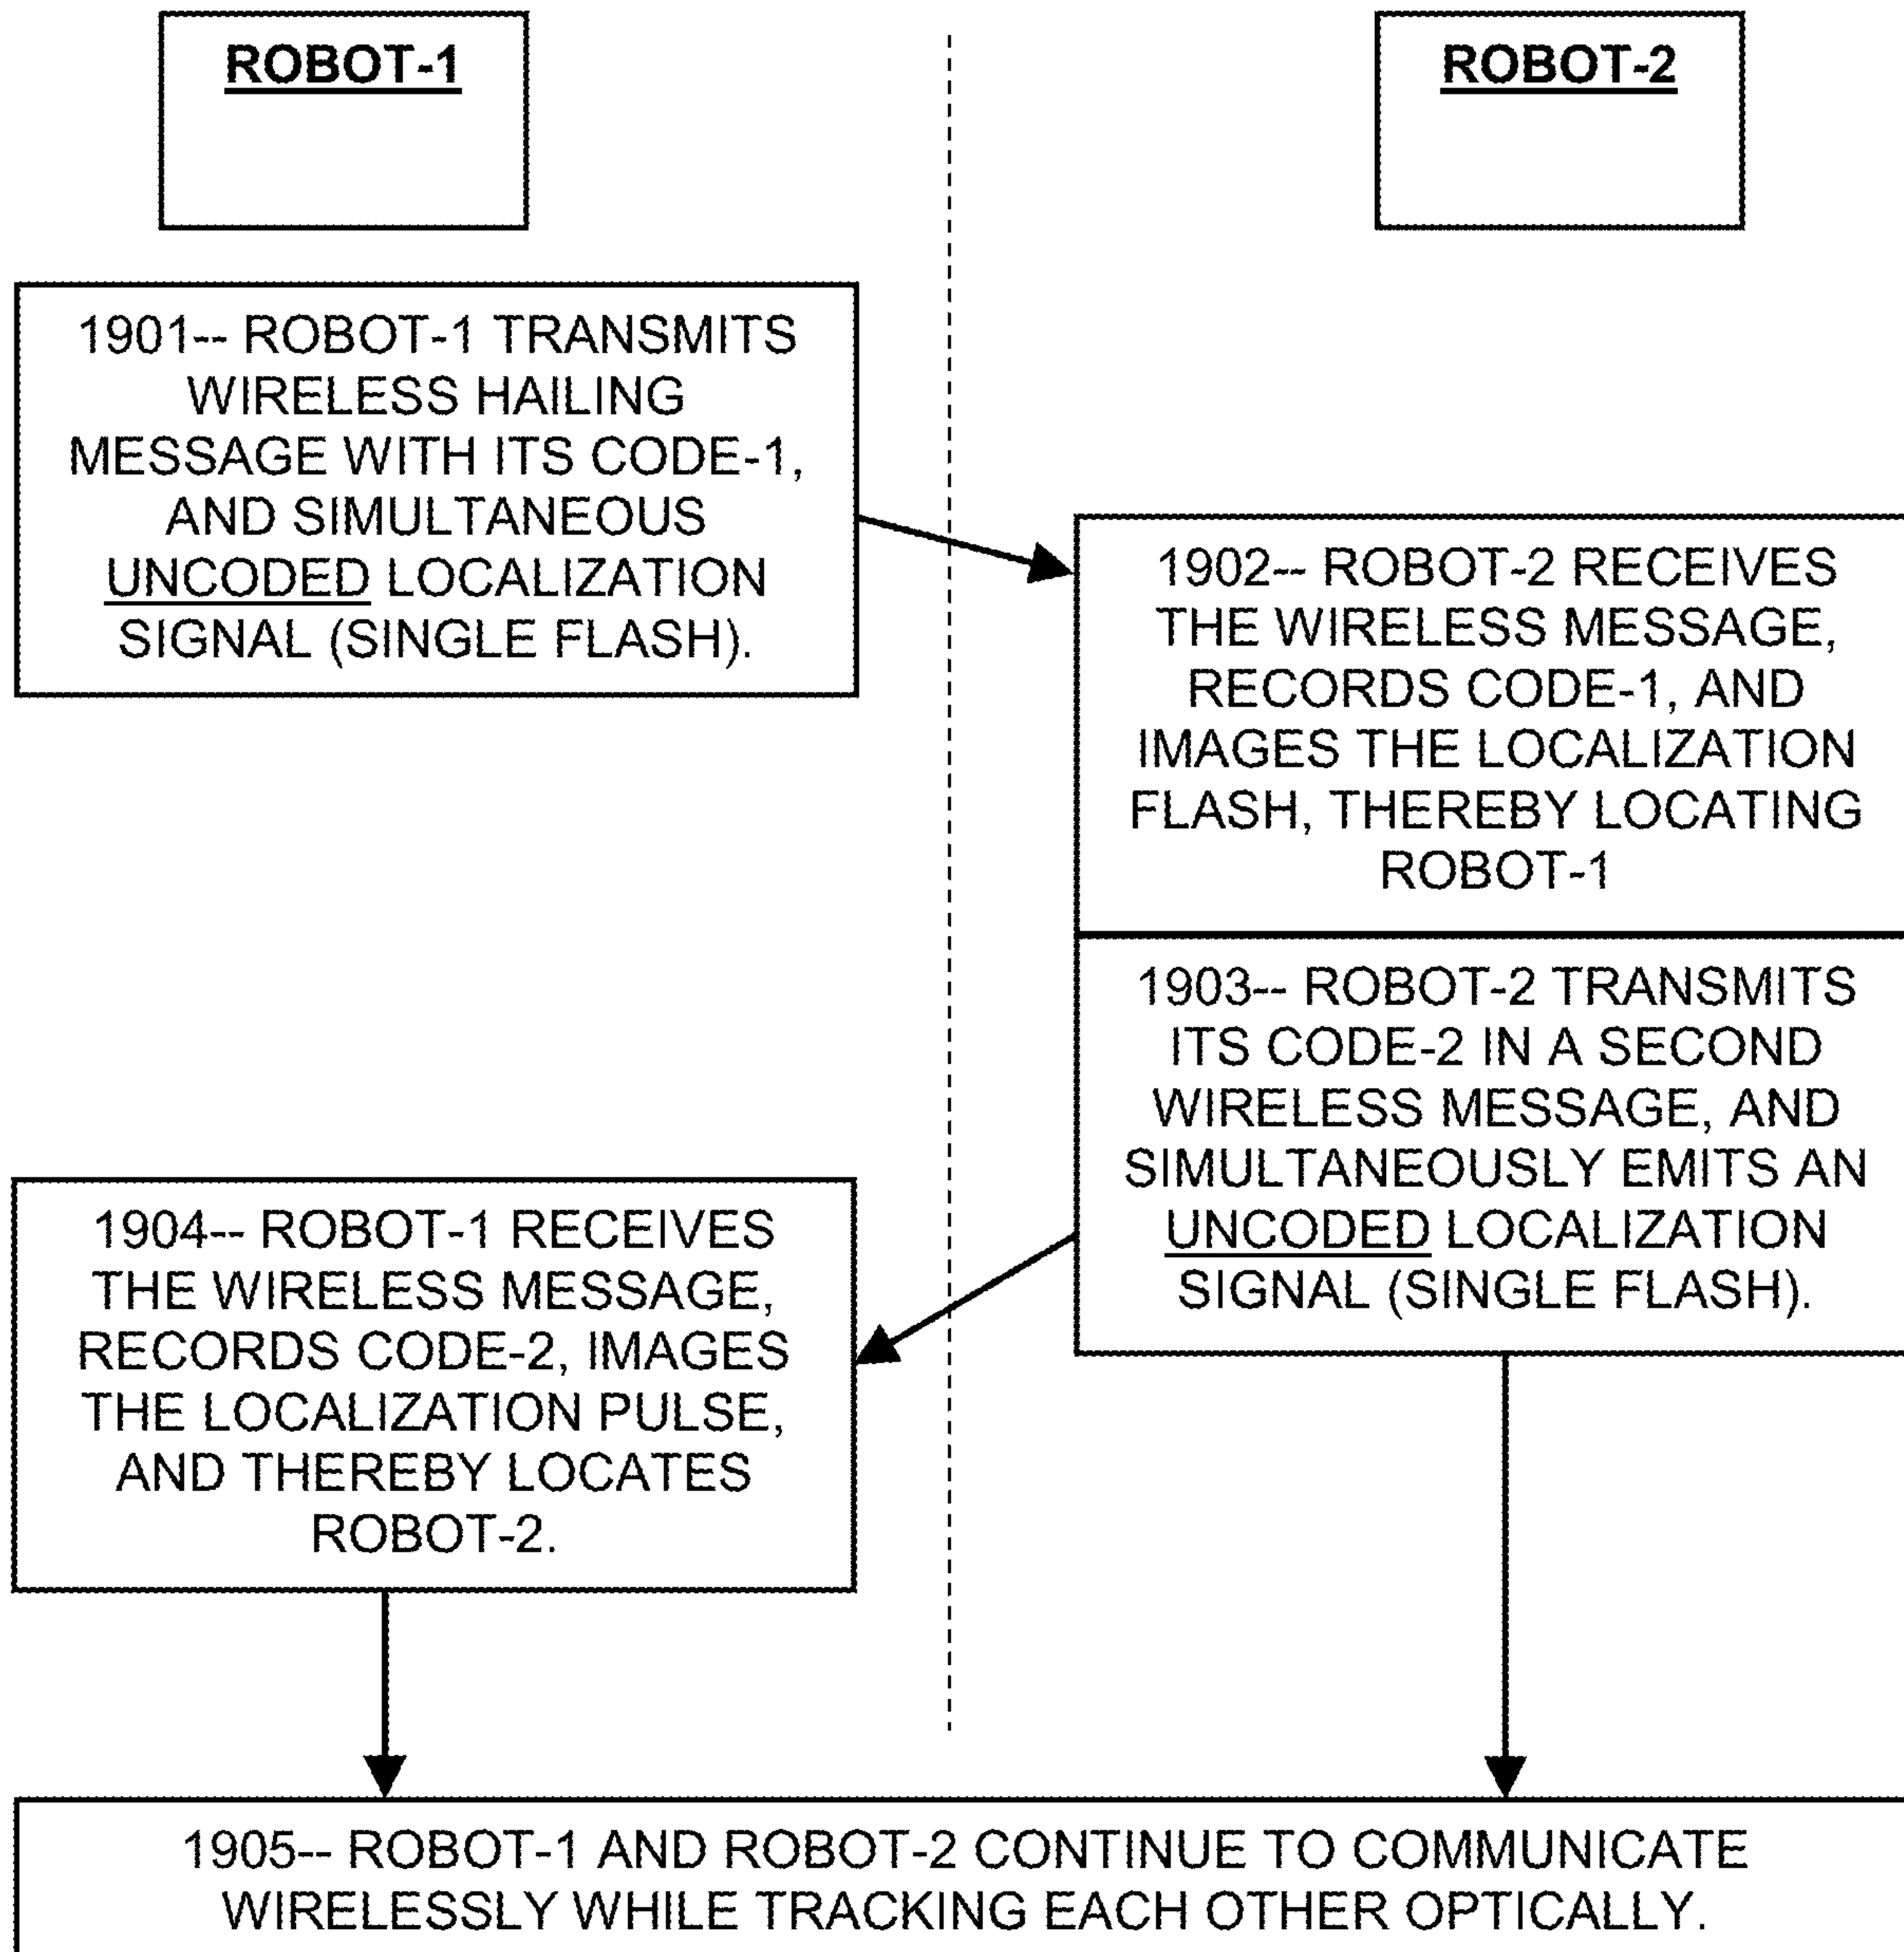 ROBOT-1
ROBOT-2
1901-- ROBOT-1 TRANSMITS
WIRELESS HAILING
MESSAGE WITH ITS CODE-1,
AND SIMULTANEOUS
UNCODED LOCALIZATION
SIGNAL (SINGLE FLASH).
1902-- ROBOT-2 RECEIVES
THE WIRELESS MESSAGE,
RECORDS CODE-1, AND
IMAGES THE LOCALIZATION
FLASH, THEREBY LOCATING
ROBOT-1
1903-- ROBOT-2 TRANSMITS
ITS CODE-2 IN A SECOND
WIRELESS MESSAGE, AND
SIMULTANEOUSLY EMITS AN
UNCODED LOCALIZATION
SIGNAL (SINGLE FLASH).
1904-- ROBOT-1 RECEIVES
THE WIRELESS MESSAGE,
RECORDS CODE-2, IMAGES
THE LOCALIZATION PULSE,
AND THEREBY LOCATES
ROBOT-2.
1905-- ROBOT-1 AND ROBOT-2 CONTINUE TO COMMUNICATE
WIRELESSLY WHILE TRACKING EACH OTHER OPTICALLY.